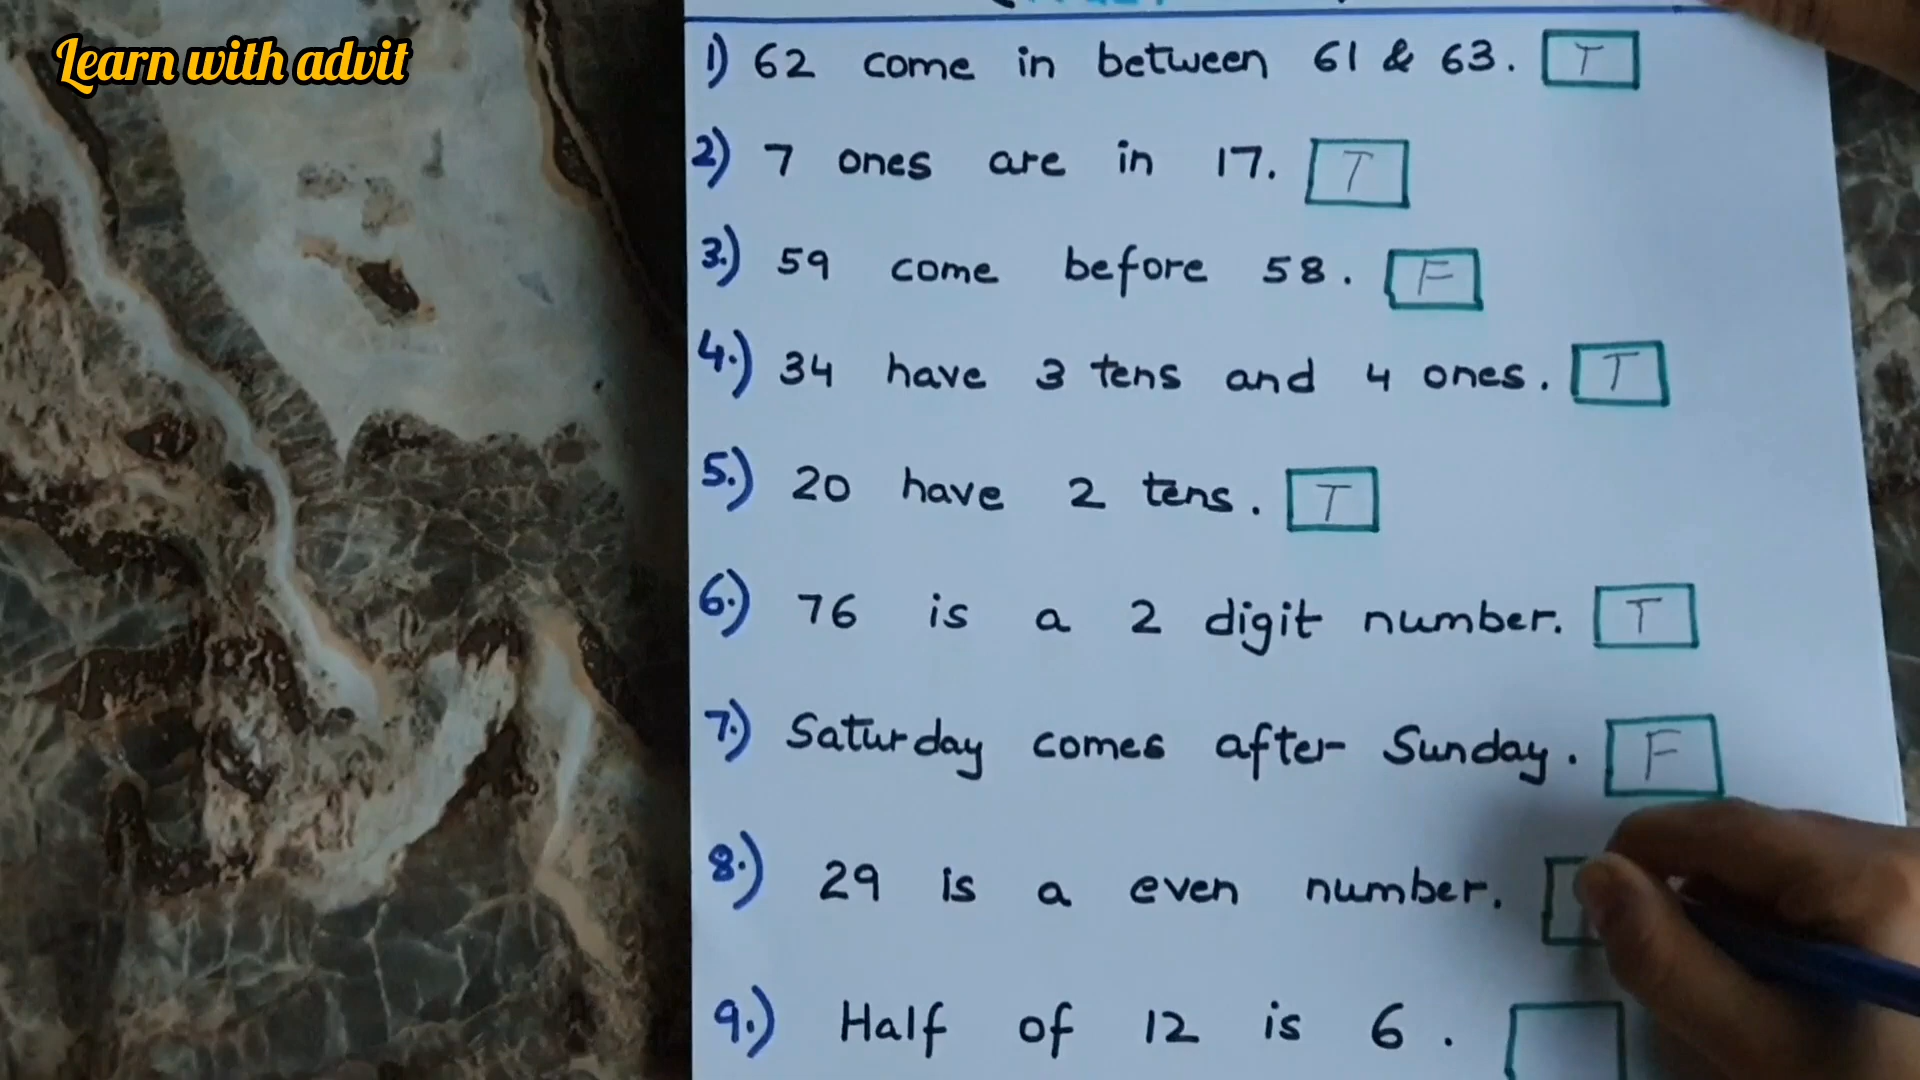 Learn with advit
1) 62 come in between 61 & 63. T
2) 7 ones are in 17. T
3.) 59 come before 58. F
4.) 34 have 3 tens and 4 ones. T
5.) 20 have 2 tens. T
6.) 76 is a 2 digit number. T
7.) Saturday comes after Sunday. F
8.) 29 is a even number.
9.) Half of 12 is 6.